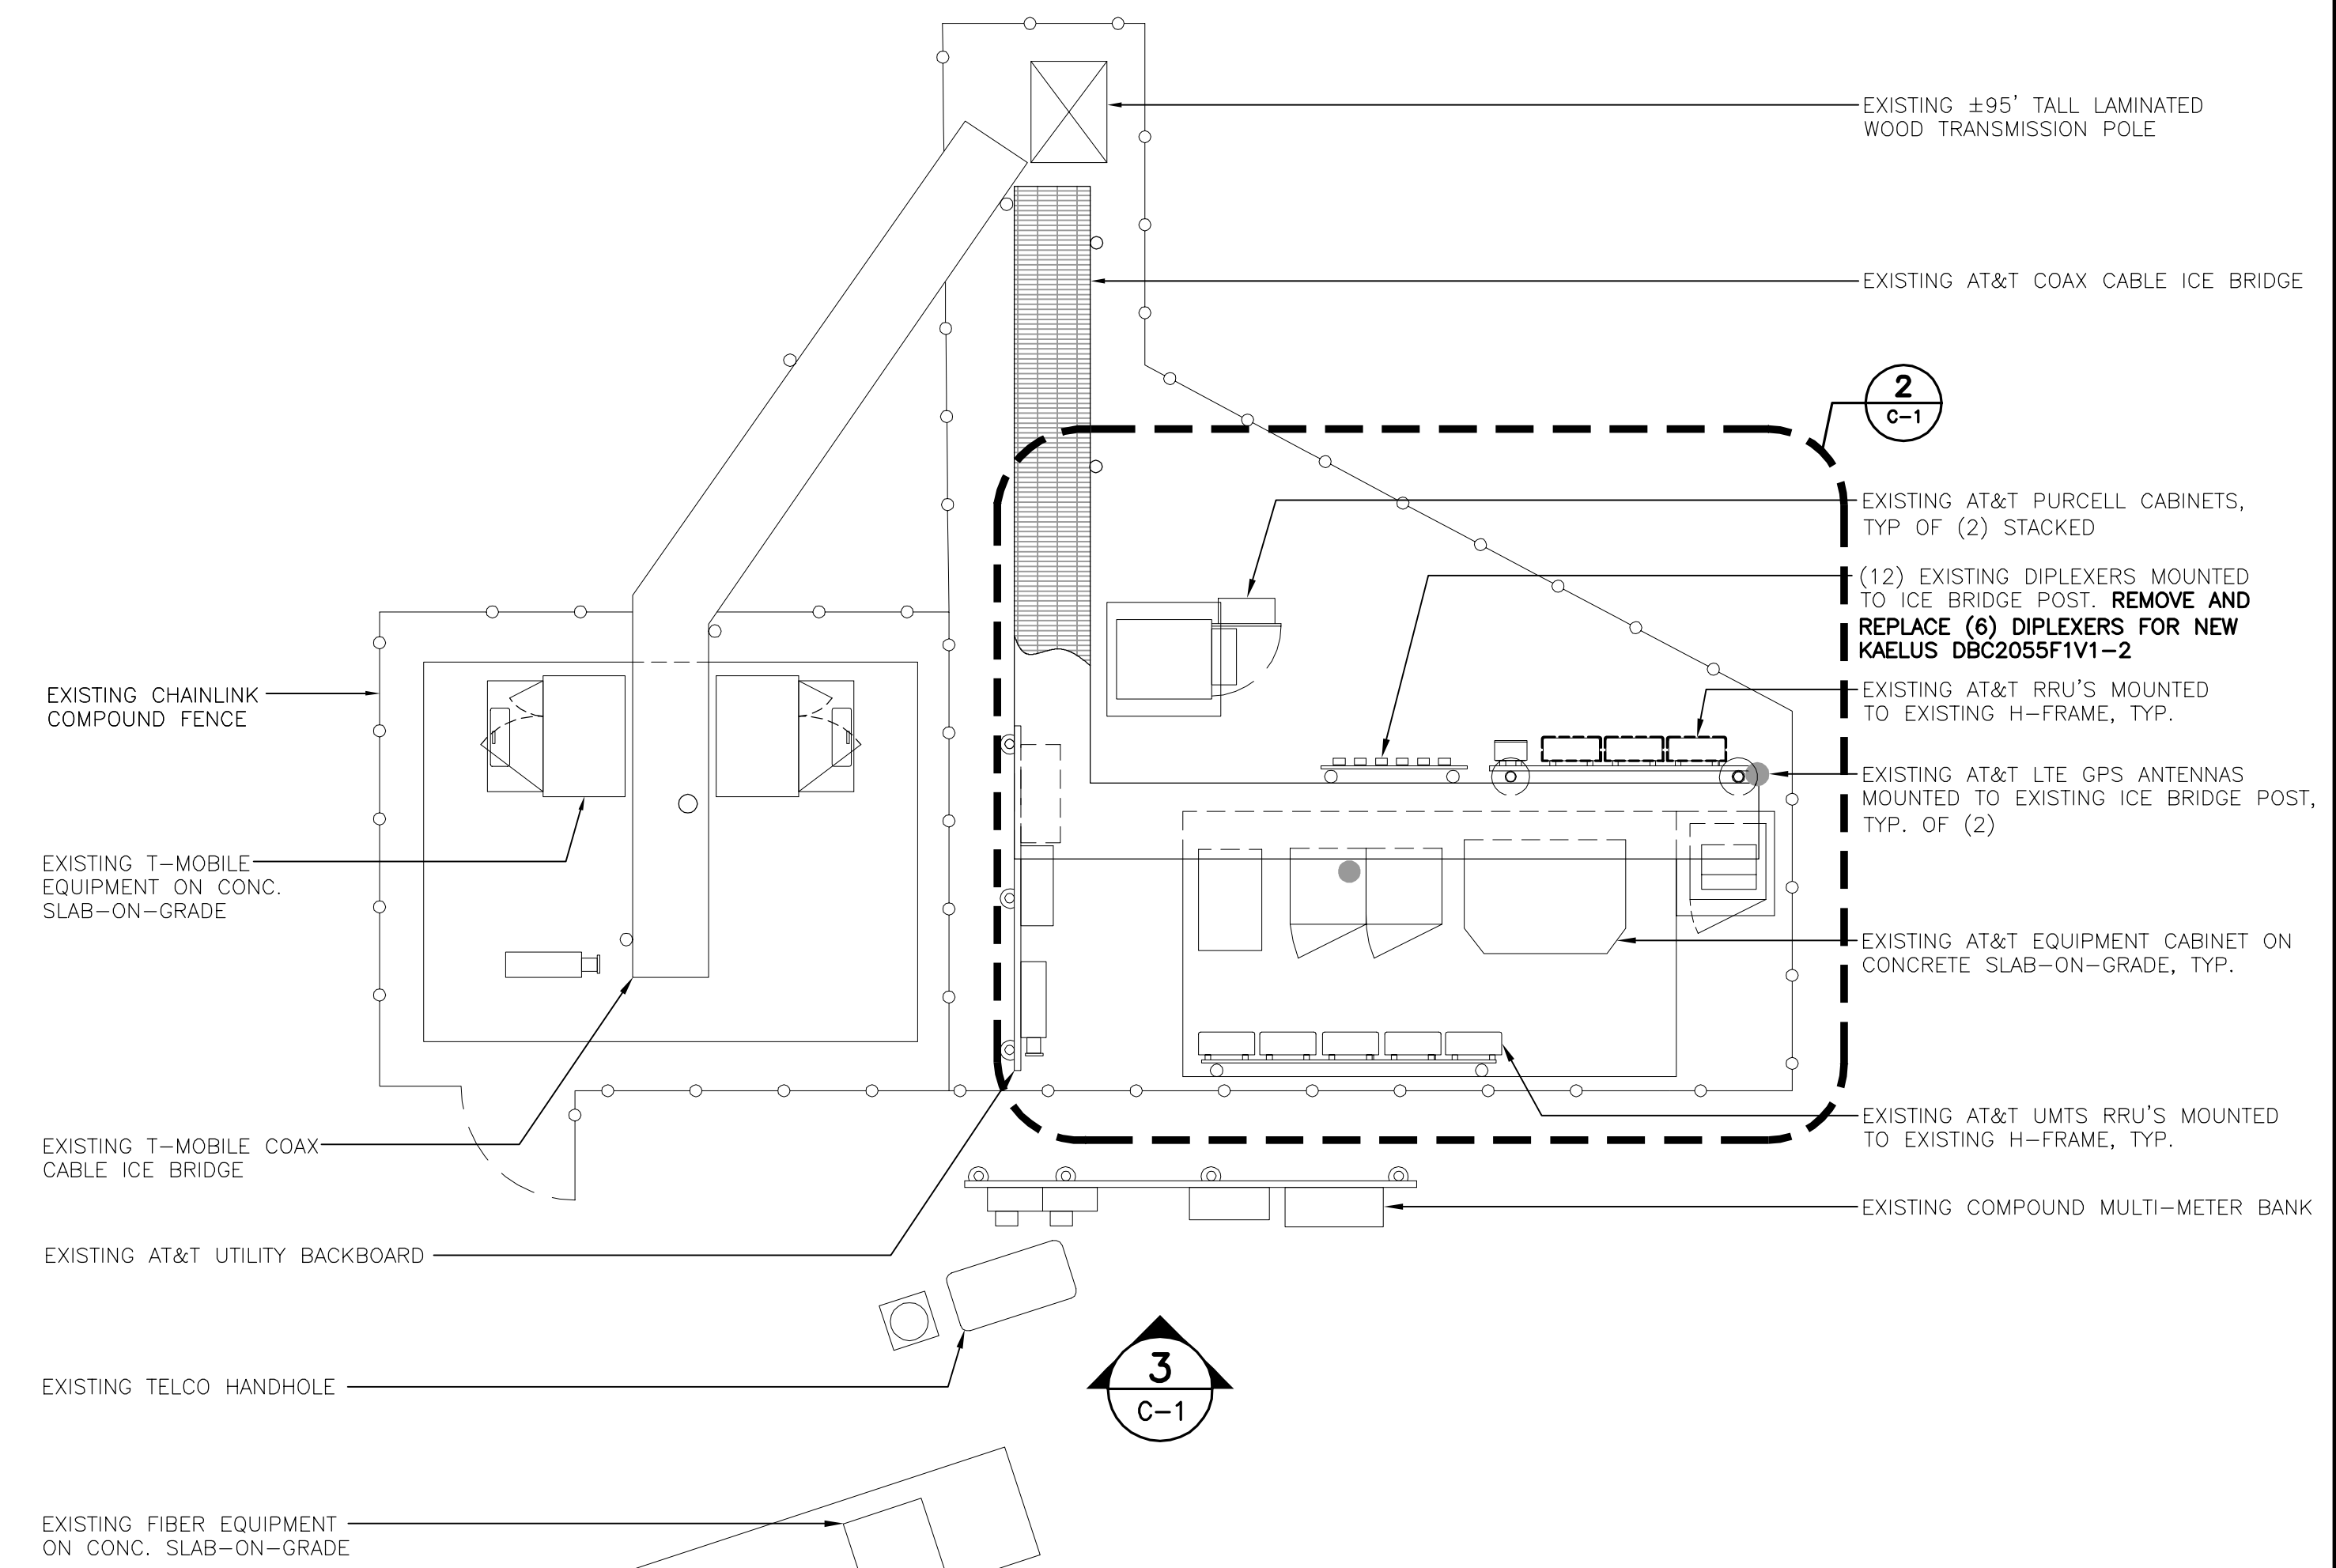 EXISTING ±95' TALL LAMINATED
WOOD TRANSMISSION POLE
EXISTING AT&T COAX CABLE ICE BRIDGE
2
C-1
EXISTING AT&T PURCELL CABINETS,
TYP OF (2) STACKED
(12) EXISTING DIPLEXERS MOUNTED
TO ICE BRIDGE POST. REMOVE AND
REPLACE (6) DIPLEXERS FOR NEW
KAELUS DBC2055F1V1-2
EXISTING AT&T RRU'S MOUNTED
TO EXISTING H-FRAME, TYP.
EXISTING AT&T LTE GPS ANTENNAS
MOUNTED TO EXISTING ICE BRIDGE POST,
TYP. OF (2)
EXISTING AT&T EQUIPMENT CABINET ON
CONCRETE SLAB-ON-GRADE, TYP.
EXISTING AT&T UMTS RRU'S MOUNTED
TO EXISTING H-FRAME, TYP.
EXISTING COMPOUND MULTI-METER BANK
EXISTING CHAINLINK
COMPOUND FENCE
EXISTING T-MOBILE
EQUIPMENT ON CONC.
SLAB-ON-GRADE
EXISTING T-MOBILE COAX
CABLE ICE BRIDGE
EXISTING AT&T UTILITY BACKBOARD
EXISTING TELCO HANDHOLE
3
C-1
EXISTING FIBER EQUIPMENT
ON CONC. SLAB-ON-GRADE